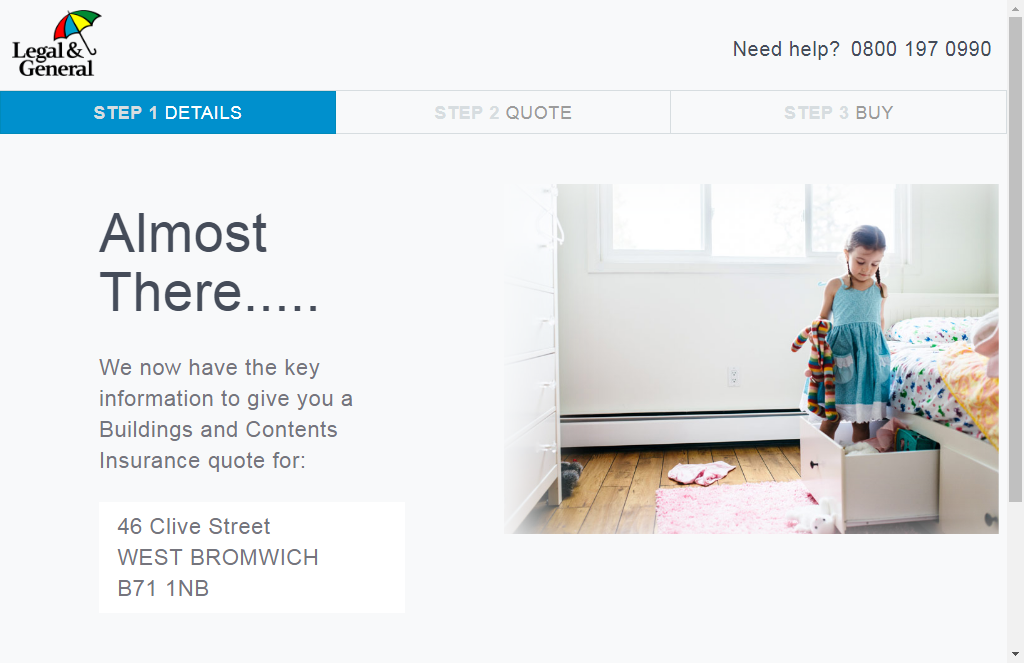 Legal &
General
Need help? 0800 197 0990
STEP 1 DETAILS
STEP 2 QUOTE
STEP 3 BUY
Almost
There.....
We now have the key
information to give you a
Buildings and Contents
Insurance quote for:
46 Clive Street
WEST BROMWICH
B71 1NB